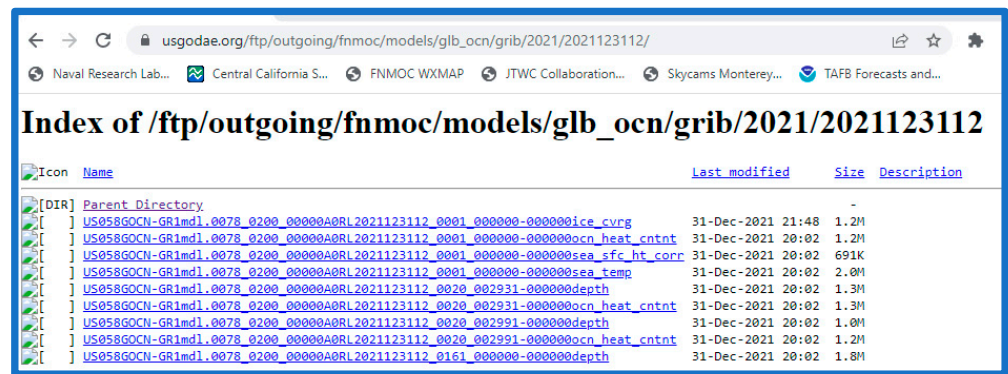 usgodae.org/ftp/outgoing/fnmoc/models/glb_ocn/grib/2021/2021123112/
Naval Research Lab... Central California S... FNMOC WXMAP JTWC Collaboration... Skycams Monterey... TAFB Forecasts and...
Index of /ftp/outgoing/fnmoc/models/glb_ocn/grib/2021/2021123112
Icon Name Last modified Size Description
[DIR] Parent Directory -
[ ] US058GOCN-GR1mdl.0078_0200_00000A0RL2021123112_0001_000000-000000ice_cvrg 31-Dec-2021 21:48 1.2M
[ ] US058GOCN-GR1mdl.0078_0200_00000A0RL2021123112_0001_000000-000000ocn_heat_cntnt 31-Dec-2021 20:02 1.2M
[ ] US058GOCN-GR1mdl.0078_0200_00000A0RL2021123112_0001_000000-000000sea_sfc_ht_corr 31-Dec-2021 20:02 691K
[ ] US058GOCN-GR1mdl.0078_0200_00000A0RL2021123112_0001_000000-000000sea_temp 31-Dec-2021 20:02 2.0M
[ ] US058GOCN-GR1mdl.0078_0200_00000A0RL2021123112_0020_002931-000000depth 31-Dec-2021 20:02 1.3M
[ ] US058GOCN-GR1mdl.0078_0200_00000A0RL2021123112_0020_002931-000000ocn_heat_cntnt 31-Dec-2021 20:02 1.3M
[ ] US058GOCN-GR1mdl.0078_0200_00000A0RL2021123112_0020_002991-000000depth 31-Dec-2021 20:02 1.0M
[ ] US058GOCN-GR1mdl.0078_0200_00000A0RL2021123112_0020_002991-000000ocn_heat_cntnt 31-Dec-2021 20:02 1.2M
[ ] US058GOCN-GR1mdl.0078_0200_00000A0RL2021123112_0161_000000-000000depth 31-Dec-2021 20:02 1.8M